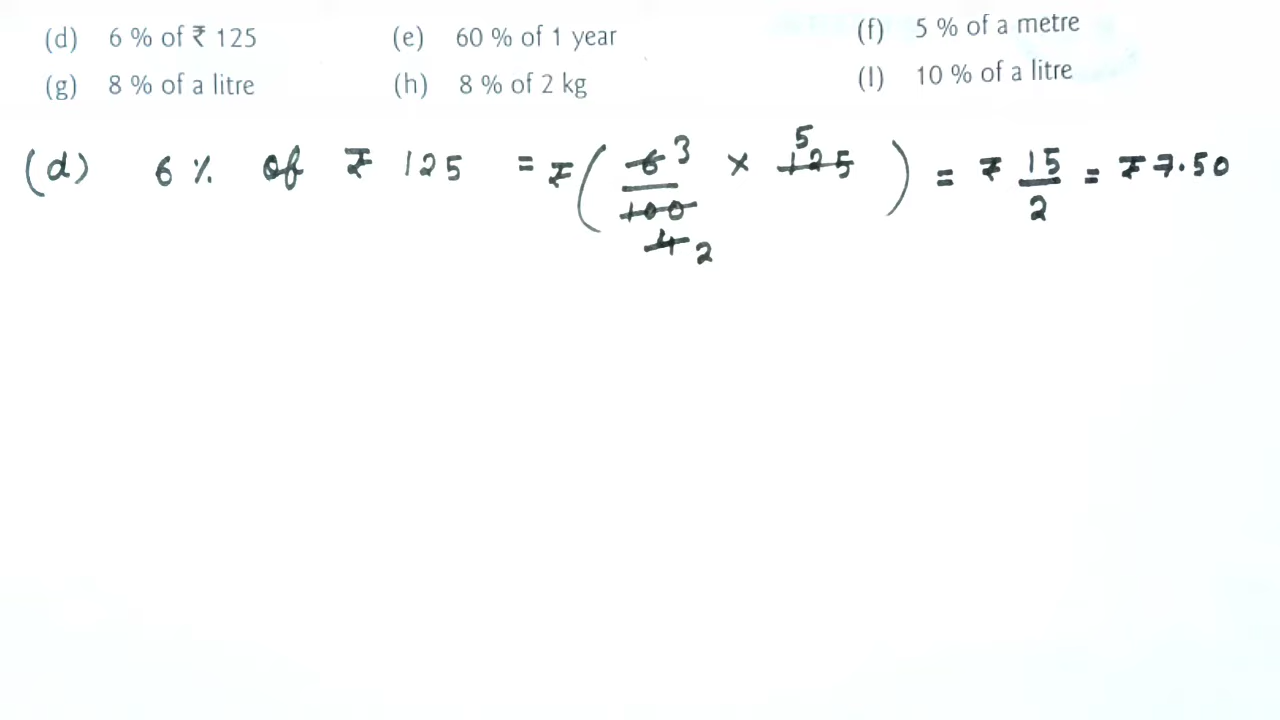 (d) 6 % of ₹ 125 (e) 60 % of 1 year (f) 5 % of a metre
(g) 8 % of a litre (h) 8 % of 2 kg (l) 10 % of a litre
(d) 6 % of ₹ 125 = ₹ ( 6 3 / 100 4 2 × 125 5 ) = ₹ 15/2 = ₹ 7.50